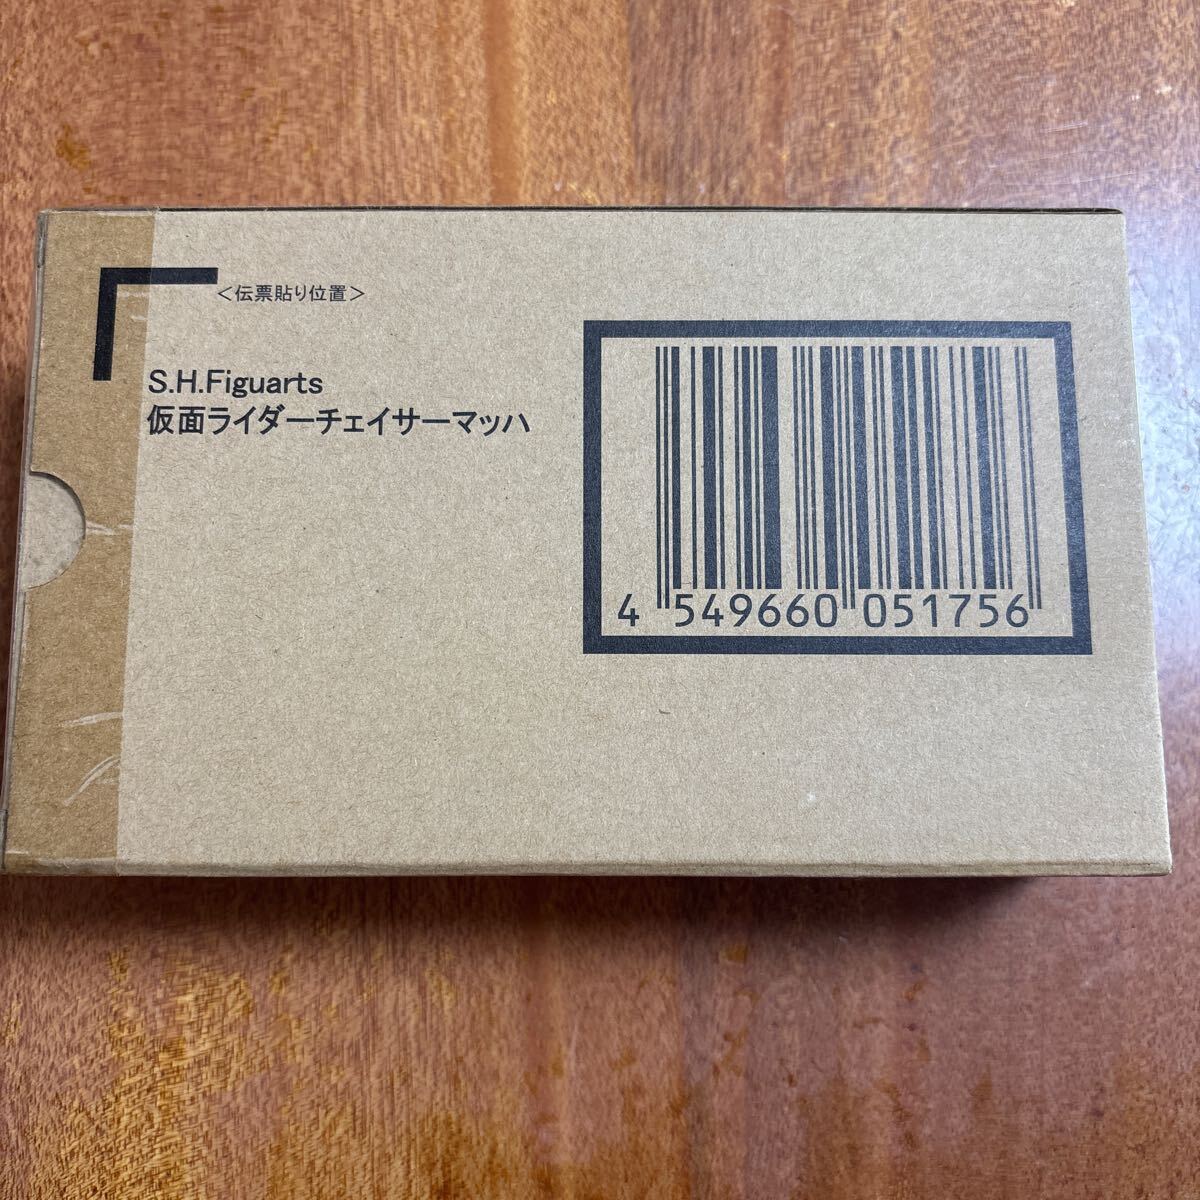 ＜伝票貼り位置＞
S.H.Figuarts
仮面ライダーチェイサーマッハ
4 549660 051756